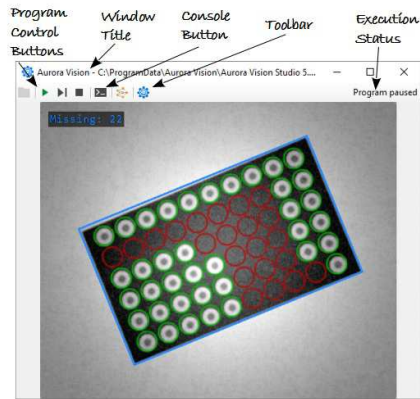 Program
Control
Buttons
Window
Title
Console
Button
Toolbar
Execution
Status
Aurora Vision - C:\ProgramData\Aurora Vision\Aurora Vision Studio 5....
Program paused
Missing: 22